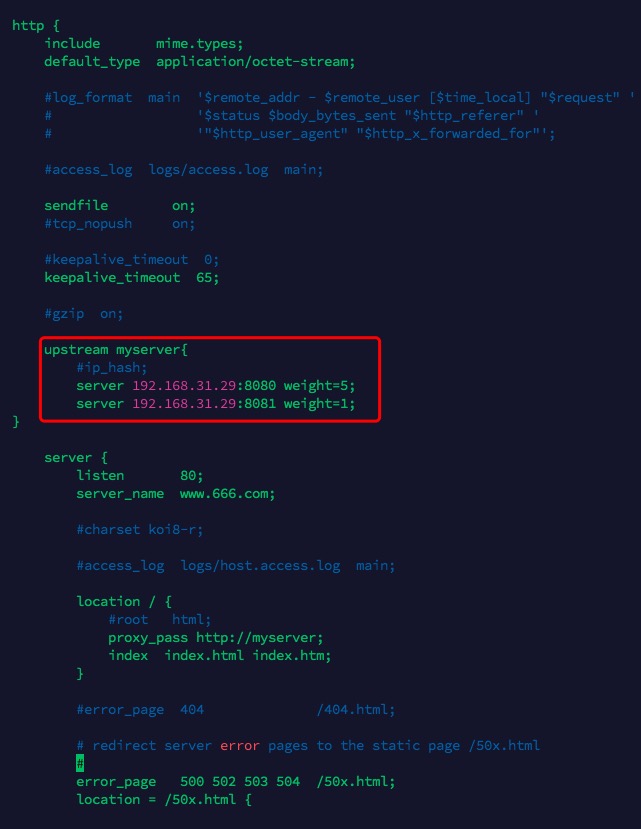 http {
    include       mime.types;
    default_type  application/octet-stream;
    #log_format  main  '$remote_addr - $remote_user [$time_local] "$request" '
    #                  '$status $body_bytes_sent "$http_referer" '
    #                  '"$http_user_agent" "$http_x_forwarded_for"';
    #access_log  logs/access.log  main;
    sendfile        on;
    #tcp_nopush     on;
    #keepalive_timeout  0;
    keepalive_timeout  65;
    #gzip  on;
    upstream myserver{
        #ip_hash;
        server 192.168.31.29:8080 weight=5;
        server 192.168.31.29:8081 weight=1;
}
    server {
        listen       80;
        server_name  www.666.com;
        #charset koi8-r;
        #access_log  logs/host.access.log  main;
        location / {
            #root   html;
            proxy_pass http://myserver;
            index  index.html index.htm;
        }
        #error_page  404              /404.html;
        # redirect server error pages to the static page /50x.html
        #
        error_page   500 502 503 504  /50x.html;
        location = /50x.html {